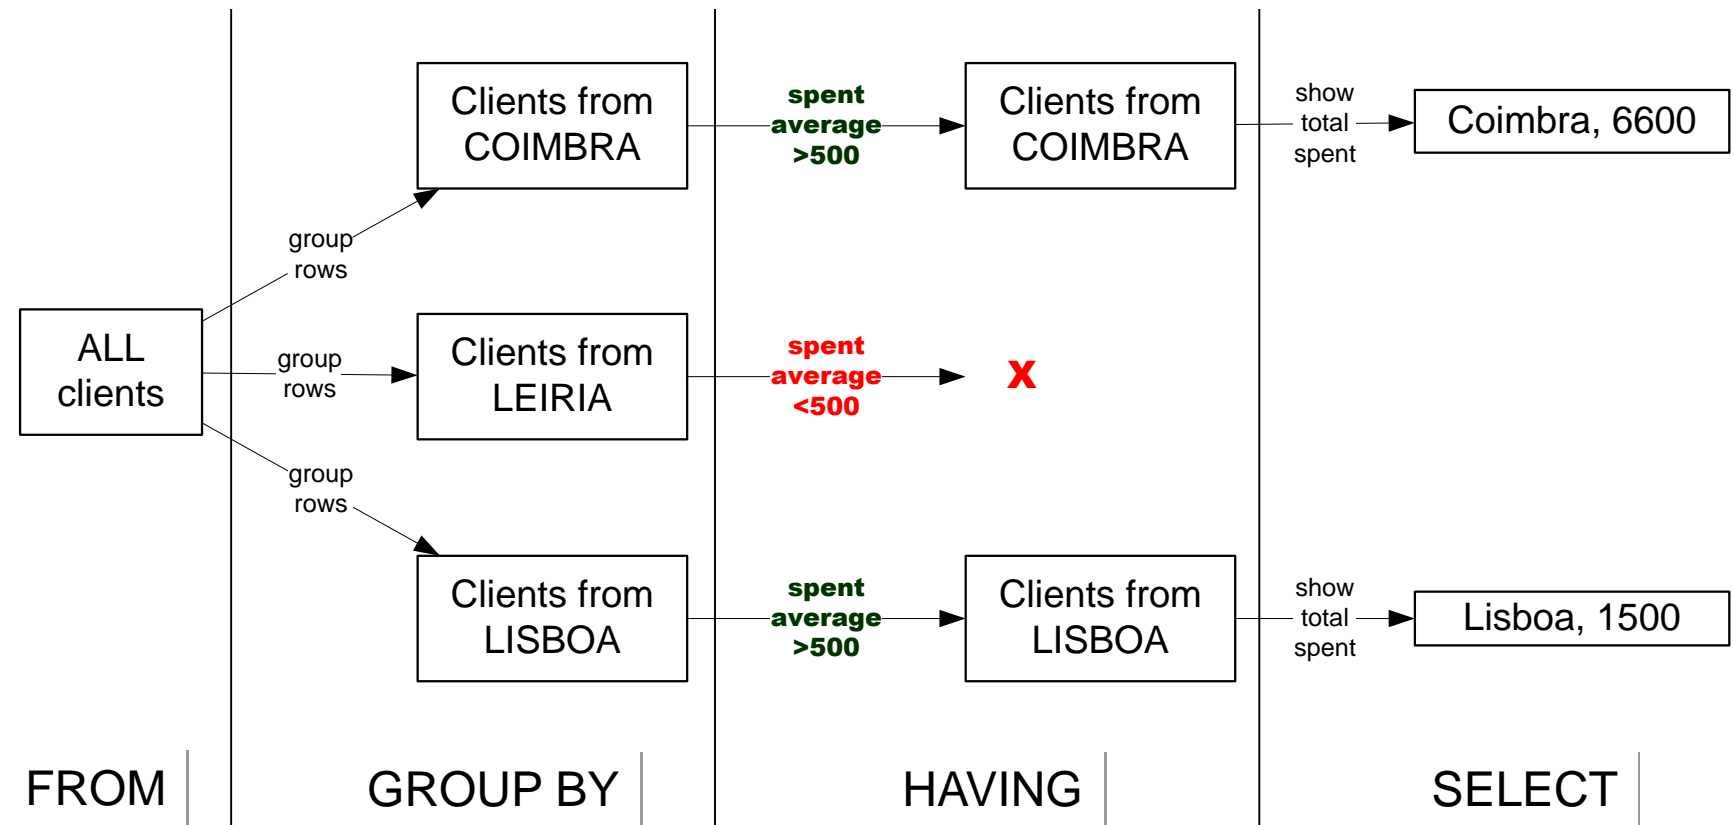 Clients from
COIMBRA
spent
average
>500
Clients from
COIMBRA
show
total
spent
Coimbra, 6600
group
rows
ALL
clients
group
rows
Clients from
LEIRIA
spent
average
<500
X
group
rows
Clients from
LISBOA
spent
average
>500
Clients from
LISBOA
show
total
spent
Lisboa, 1500
FROM
GROUP BY
HAVING
SELECT